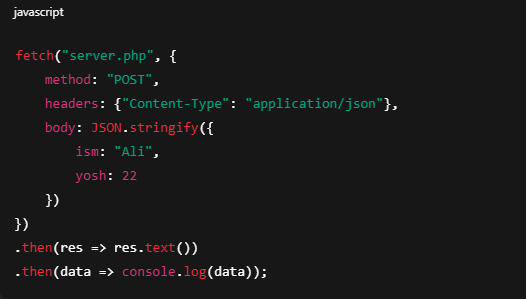 javascript
fetch("server.php", {
    method: "POST",
    headers: {"Content-Type": "application/json"},
    body: JSON.stringify({
        ism: "Ali",
        yosh: 22
    })
})
.then(res => res.text())
.then(data => console.log(data));